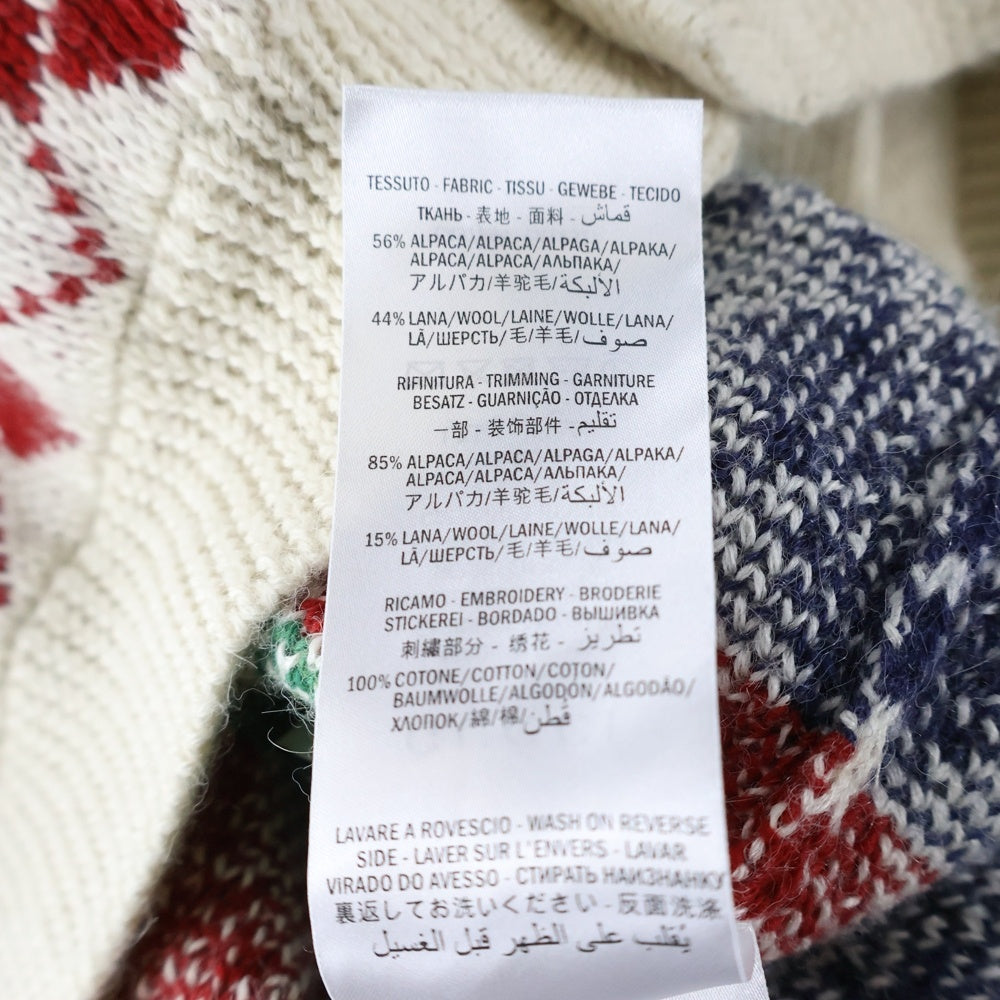 TESSUTO - FABRIC - TISSU - GEWEBE - TECIDO
ТКАНЬ - 表地 - 面料 - قماش
56% ALPACA/ALPACA/ALPAGA/ALPAKA/
ALPACA/ALPACA/АЛЬПАКА/
アルパカ/羊驼毛/الألبكة
44% LANA/WOOL/LAINE/WOLLE/LANA/
LÃ/ШЕРСТЬ/毛/羊毛/صوف
RIFINITURA - TRIMMING - GARNITURE
BESATZ - GUARNIÇÃO - ОТДЕЛКА
一部 - 装饰部件 - تقليم
85% ALPACA/ALPACA/ALPAGA/ALPAKA/
ALPACA/ALPACA/АЛЬПАКА/
アルパカ/羊驼毛/الألبكة
15% LANA/WOOL/LAINE/WOLLE/LANA/
LÃ/ШЕРСТЬ/毛/羊毛/صوف
RICAMO - EMBROIDERY - BRODERIE
STICKEREI - BORDADO - ВЫШИВКА
刺繍部分 - 绣花 - تطريز
100% COTONE/COTTON/COTON/
BAUMWOLLE/ALGODÓN/ALGODÃO/
ХЛОПОК/綿/棉/قطن
LAVARE A ROVESCIO - WASH ON REVERSE
SIDE - LAVER SUR L'ENVERS - LAVAR
VIRADO DO AVESSO - СТИРАТЬ НАИЗНАНКУ
裏返してお洗いください - 反面洗涤
يُقلب على الظهر قبل الغسيل